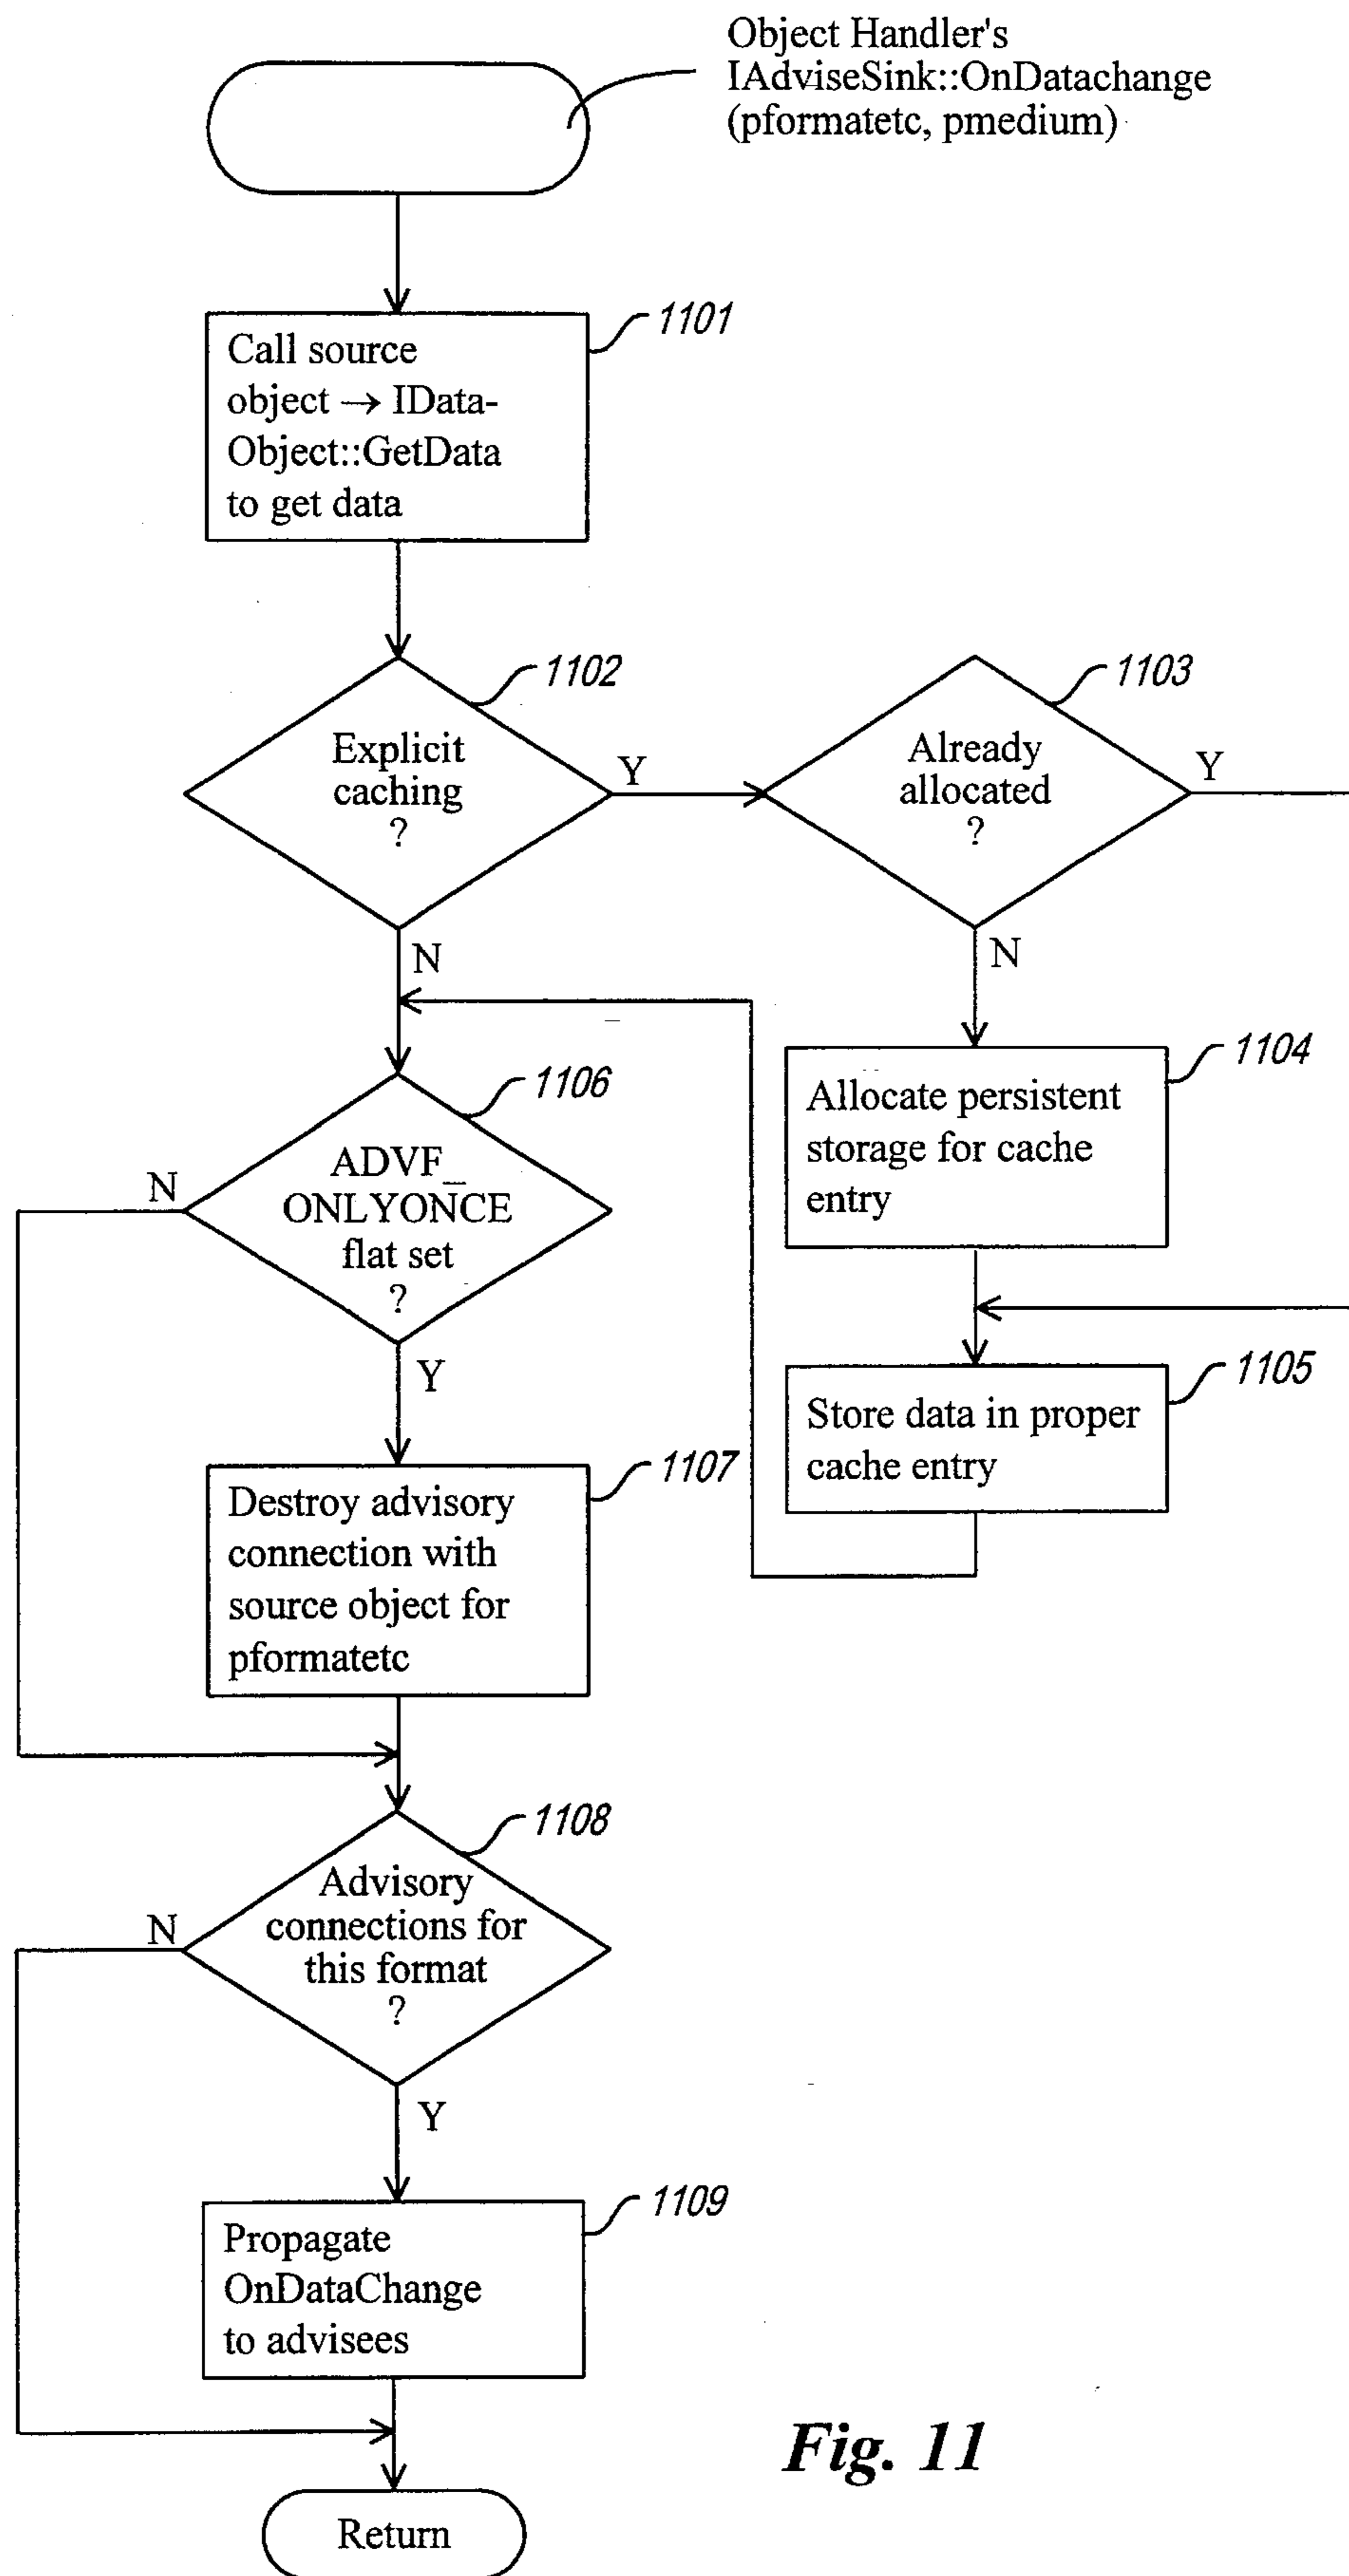 Object Handler's
IAdviseSink::OnDatachange
(pformatetc, pmedium)
1101
Call source
object → IData-
Object::GetData
to get data
1102
Explicit
caching
?
Y
N
1103
Already
allocated
?
Y
N
1104
Allocate persistent
storage for cache
entry
1105
Store data in proper
cache entry
1106
ADVF_
ONLYONCE
flat set
?
N
Y
1107
Destroy advisory
connection with
source object for
pformatetc
1108
Advisory
connections for
this format
?
N
Y
1109
Propagate
OnDataChange
to advisees
Return
Fig. 11